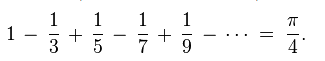 1 − 1/3 + 1/5 − 1/7 + 1/9 − ⋯ = π/4.